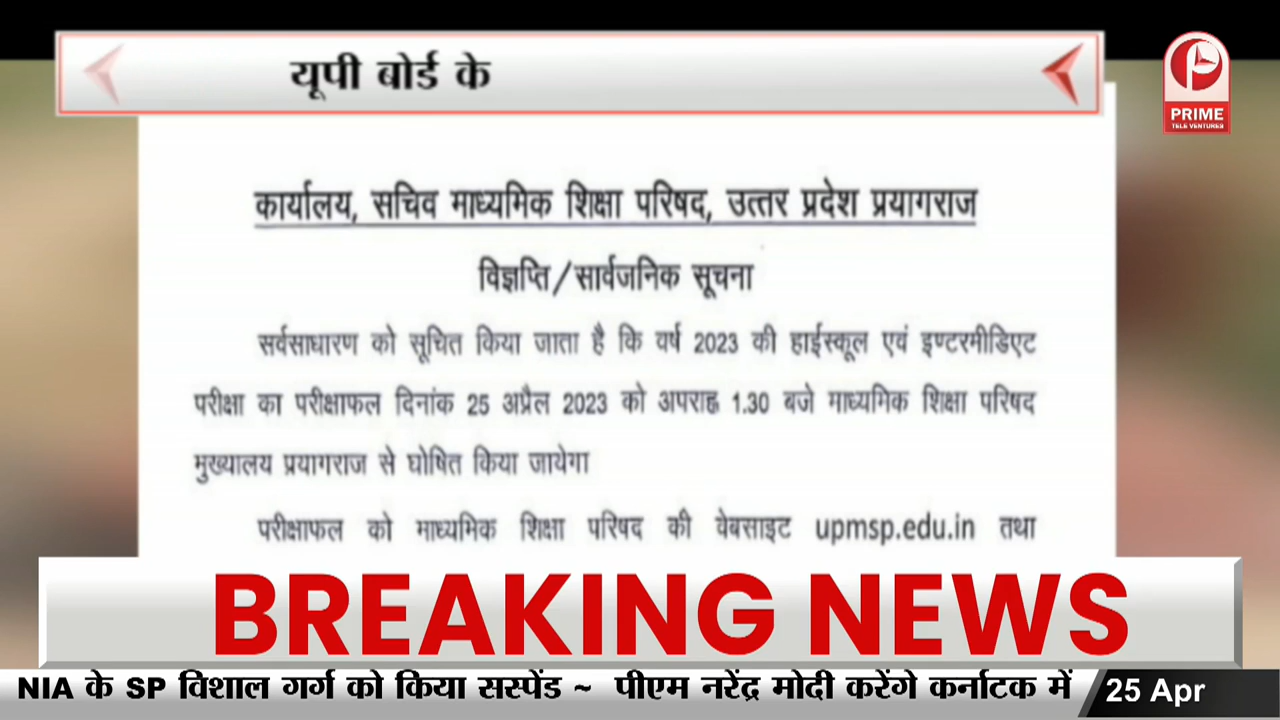 यूपी बोर्ड के
PRIME
TELE VENTURES
कार्यालय, सचिव माध्यमिक शिक्षा परिषद, उत्तर प्रदेश प्रयागराज
विज्ञप्ति/सार्वजनिक सूचना
सर्वसाधारण को सूचित किया जाता है कि वर्ष 2023 की हाईस्कूल एवं इण्टरमीडिएट
परीक्षा का परीक्षाफल दिनांक 25 अप्रैल 2023 को अपराह्न 1.30 बजे माध्यमिक शिक्षा परिषद
मुख्यालय प्रयागराज से घोषित किया जायेगा
परीक्षाफल को माध्यमिक शिक्षा परिषद की वेबसाइट upmsp.edu.in तथा
BREAKING NEWS
NIA के SP विशाल गर्ग को किया सस्पेंड ~ पीएम नरेंद्र मोदी करेंगे कर्नाटक में
25 Apr